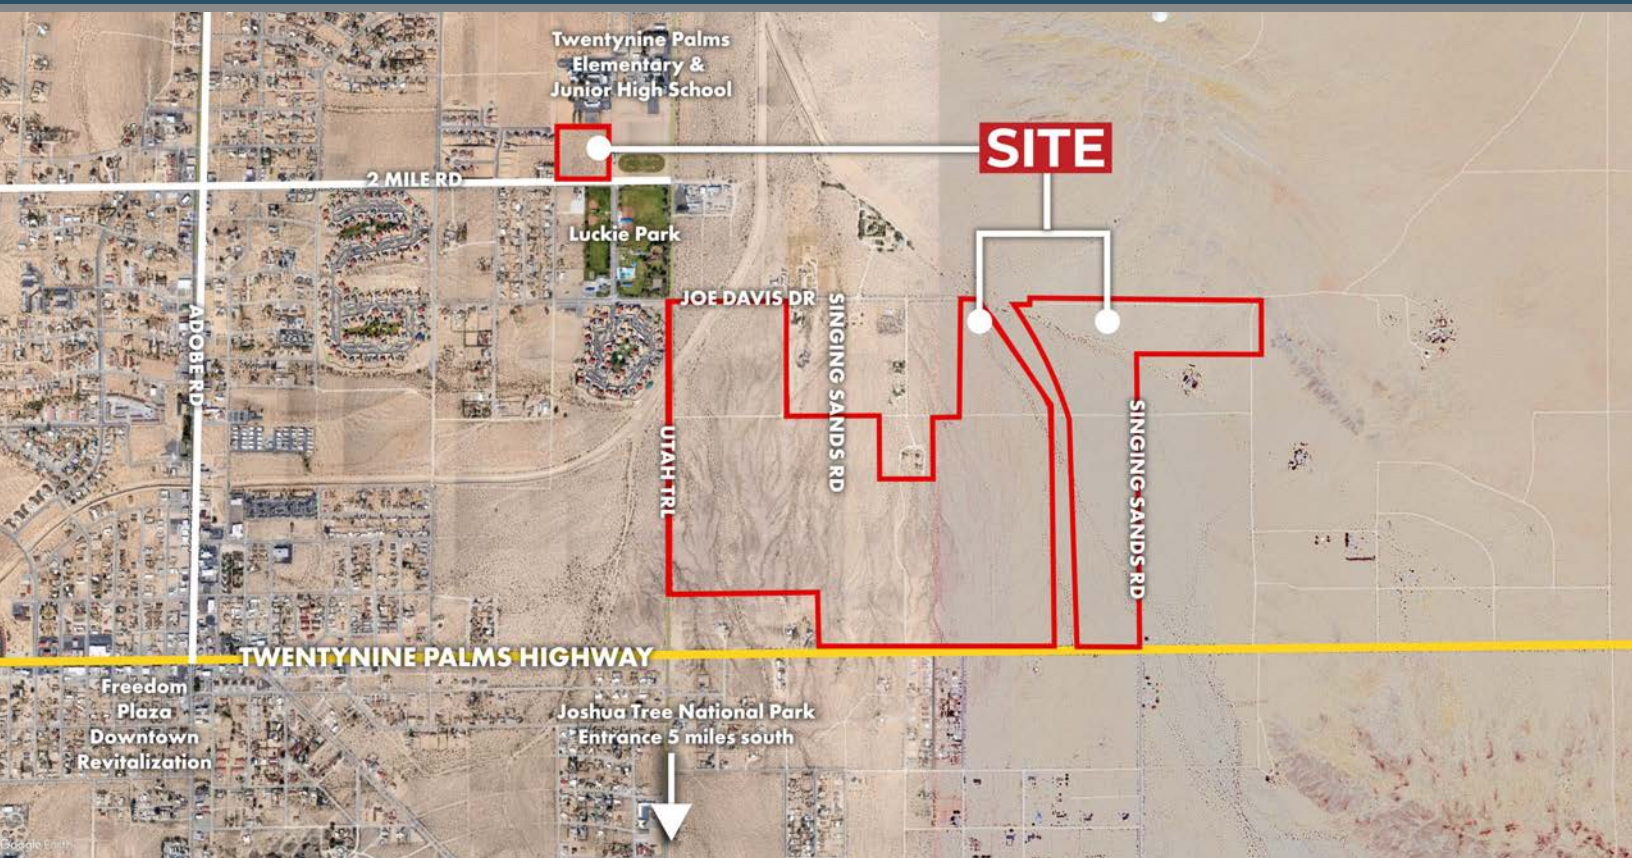 Twentynine Palms
Elementary &
Junior High School
SITE
2 MILE RD
Luckie Park
JOE DAVIS DR
SINGING SANDS RD
ADOBE RD
UTAH TRL
SINGING SANDS RD
TWENTYNINE PALMS HIGHWAY
Freedom
Plaza
Downtown
Revitalization
Joshua Tree National Park
Entrance 5 miles south
Google Earth